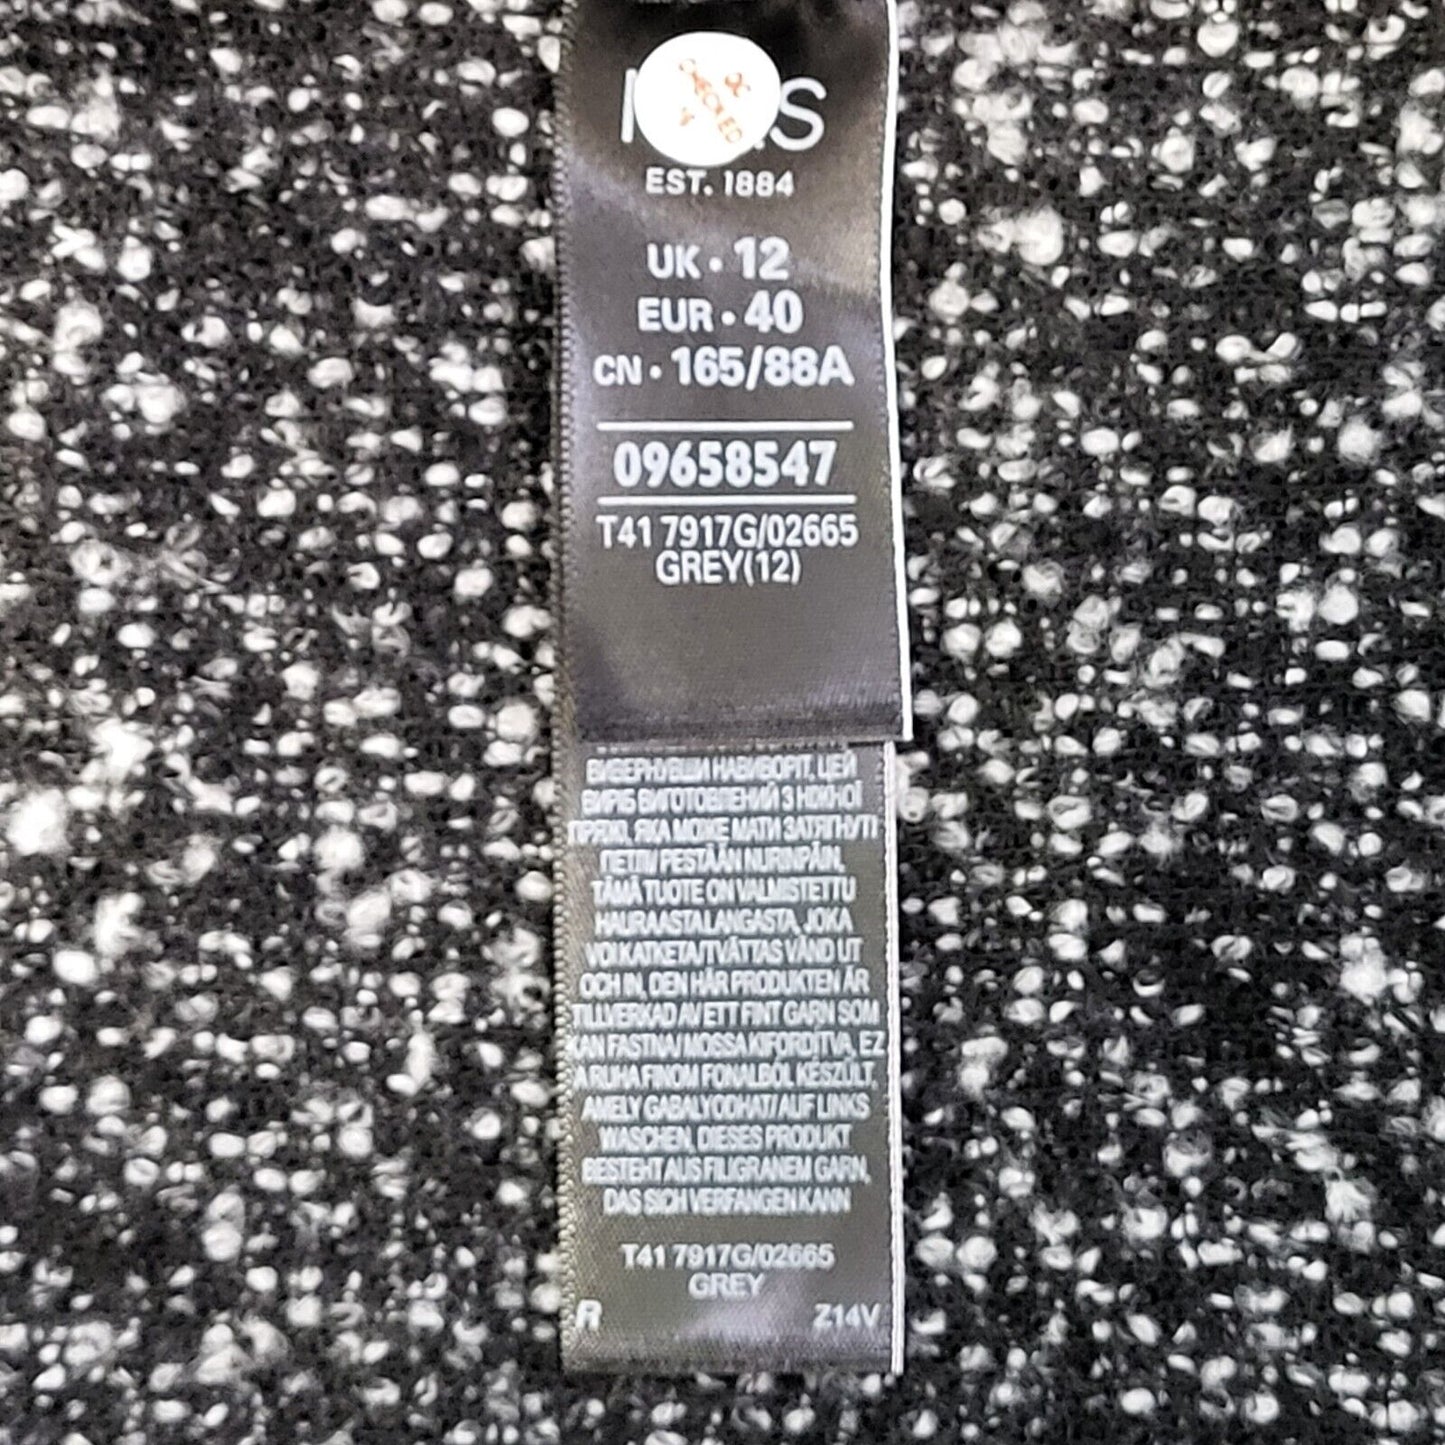 QC
CHECKED
S
EST. 1884
UK · 12
EUR · 40
CN · 165/88A
09658547
T41 7917G/02665
GREY(12)
ВИВЕРНУВШИ НАВИВОРІТ. ЦЕЙ
ВИРІБ ВИГОТОВЛЕНИЙ З НІЖНОЇ
ПРЯЖІ, ЯКА МОЖЕ МАТИ ЗАТЯГНУТІ
ПЕТЛІ/ PESTÄÄN NURINPÄIN.
TÄMÄ TUOTE ON VALMISTETTU
HAURAASTA LANGASTA, JOKA
VOI KATKETA/TVÄTTAS VÄND UT
OCH IN, DEN HÄR PRODUKTEN ÄR
TILLVERKAD AV ETT FINT GARN SOM
KAN FASTNA/ MOSSA KIFORDÍTVA, EZ
A RUHA FINOM FONALBÓL KÉSZÜLT,
AMELY GABALYODHAT/ AUF LINKS
WASCHEN, DIESES PRODUKT
BESTEHT AUS FILIGRANEM GARN,
DAS SICH VERFANGEN KANN
T41 7917G/02665
GREY
R Z14V